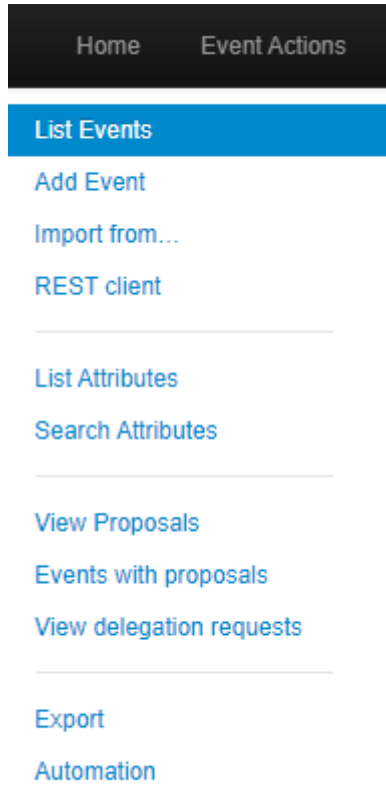 Home Event Actions
List Events
Add Event
Import from...
REST client
List Attributes
Search Attributes
View Proposals
Events with proposals
View delegation requests
Export
Automation